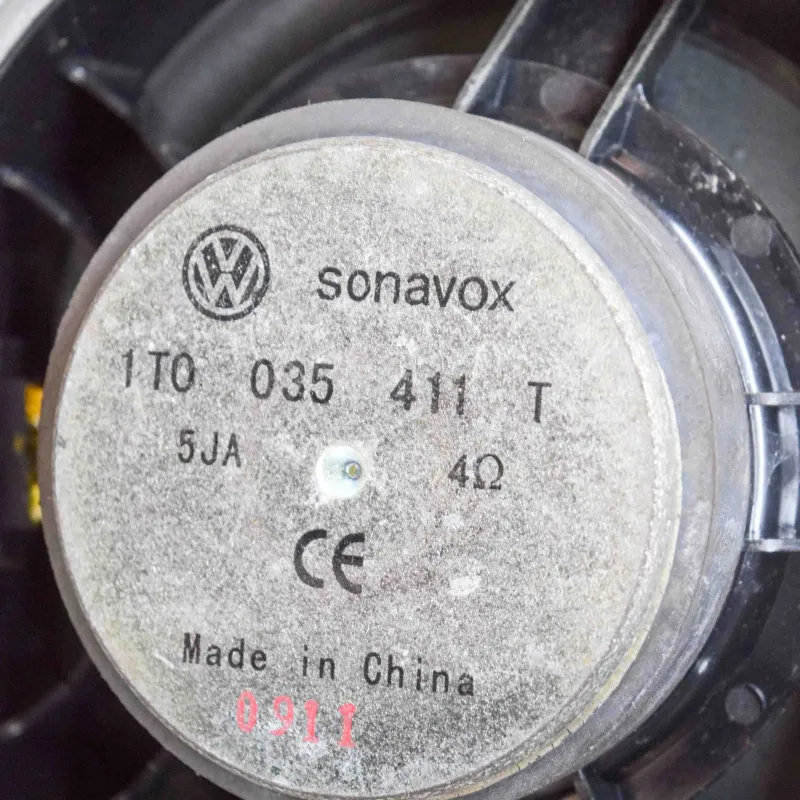 sonavox
1T0 035 411 T
5JA 4Ω
CE
Made in China
0911